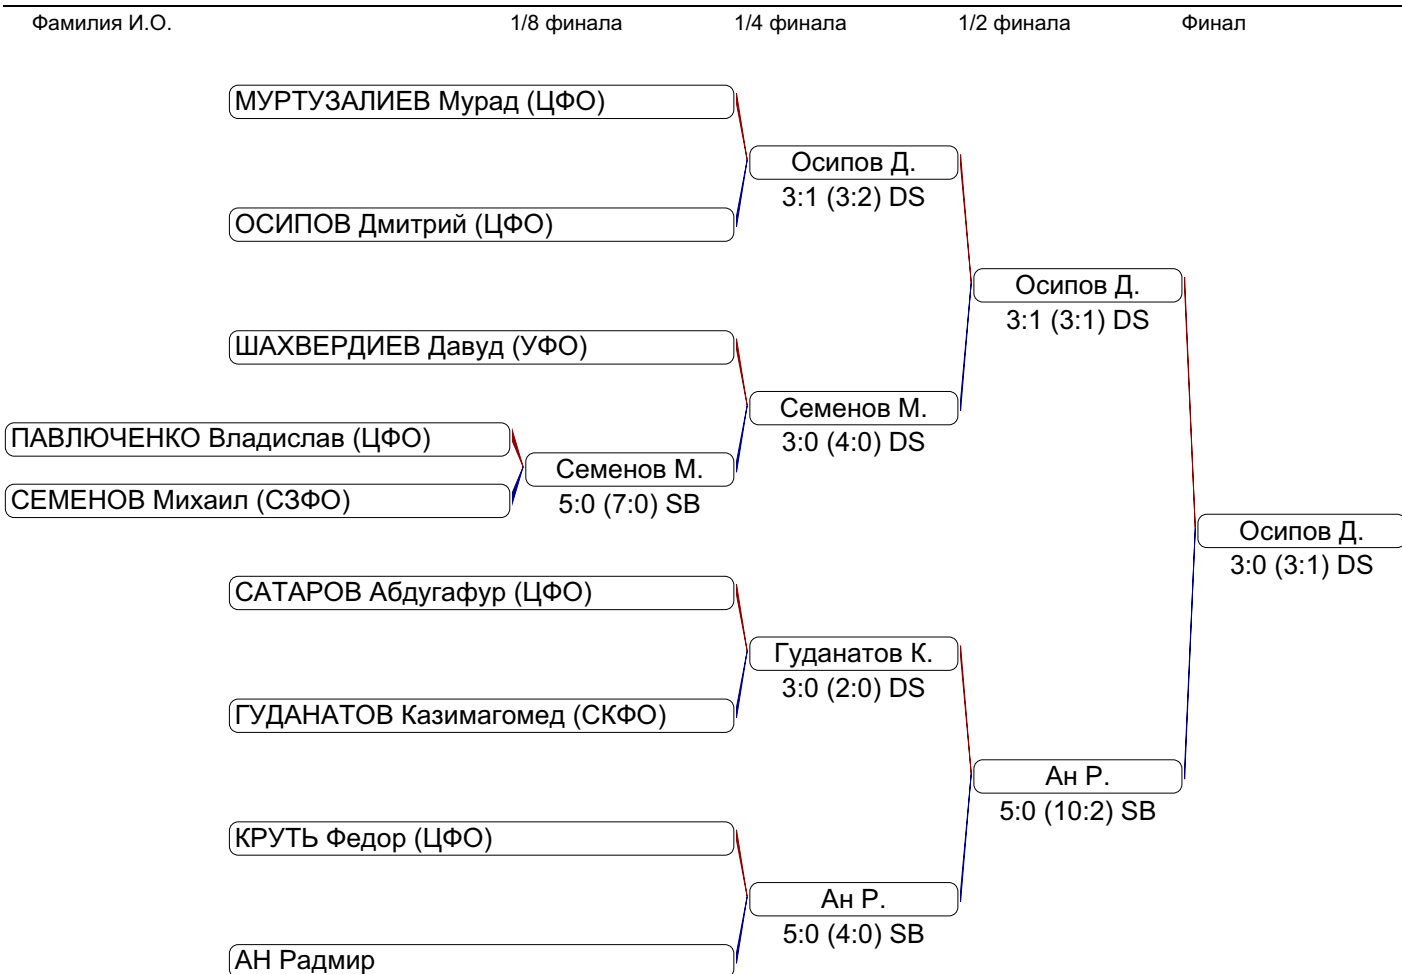 Фамилия И.О. 1/8 финала 1/4 финала 1/2 финала Финал
МУРТУЗАЛИЕВ Мурад (ЦФО)
Осипов Д.
3:1 (3:2) DS
ОСИПОВ Дмитрий (ЦФО)
Осипов Д.
3:1 (3:1) DS
ШАХВЕРДИЕВ Давуд (УФО)
Семенов М.
3:0 (4:0) DS
ПАВЛЮЧЕНКО Владислав (ЦФО)
Семенов М.
5:0 (7:0) SB
СЕМЕНОВ Михаил (СЗФО)
Осипов Д.
3:0 (3:1) DS
САТАРОВ Абдугафур (ЦФО)
Гуданатов К.
3:0 (2:0) DS
ГУДАНАТОВ Казимагомед (СКФО)
Ан Р.
5:0 (10:2) SB
КРУТЬ Федор (ЦФО)
Ан Р.
5:0 (4:0) SB
АН Радмир